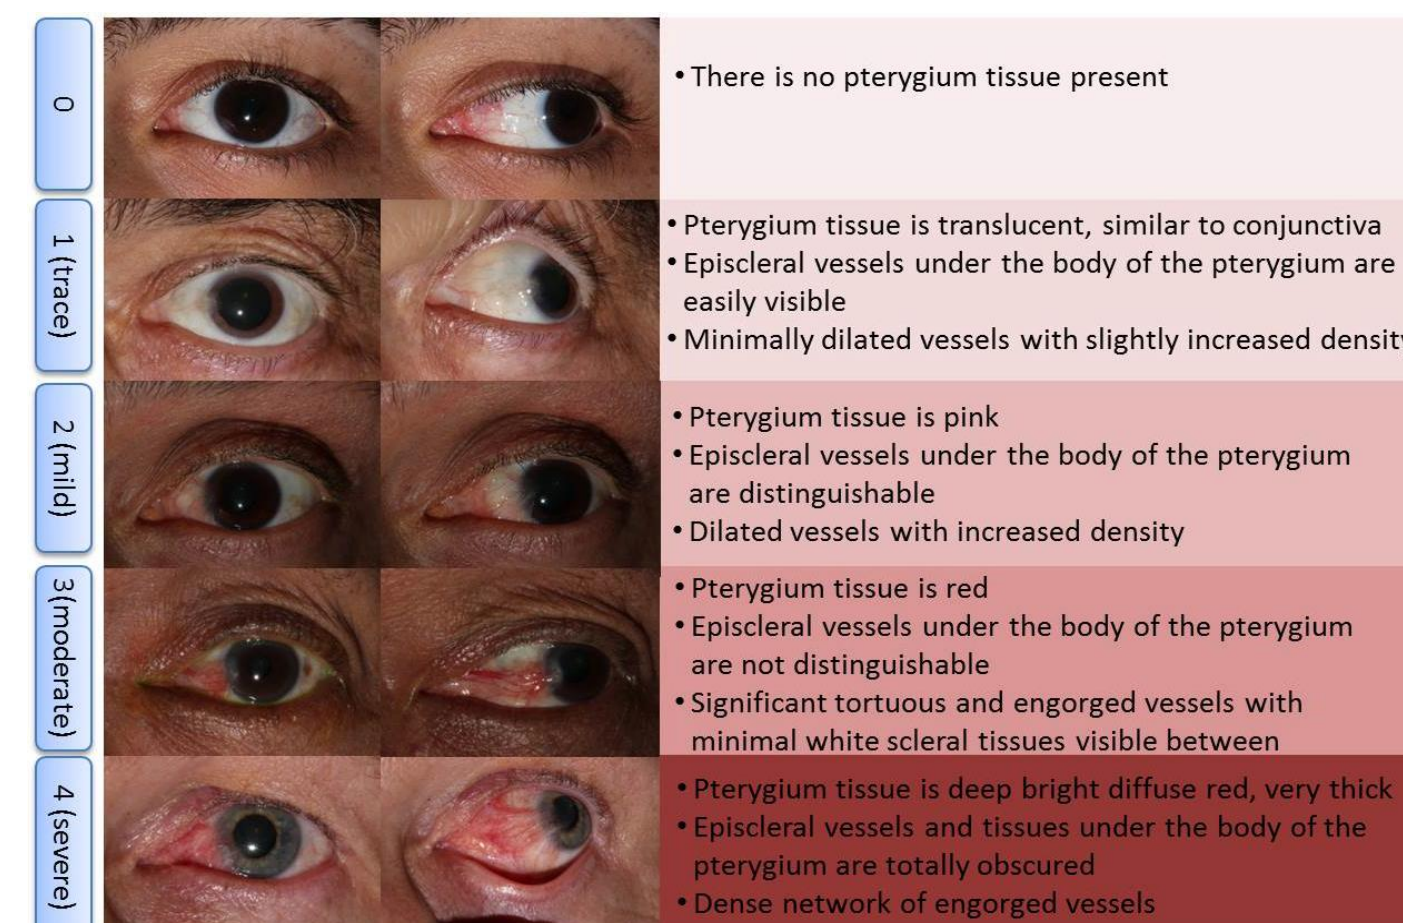 0
• There is no pterygium tissue present
1 (trace)
• Pterygium tissue is translucent, similar to conjunctiva
• Episcleral vessels under the body of the pterygium are
easily visible
• Minimally dilated vessels with slightly increased density
2 (mild)
• Pterygium tissue is pink
• Episcleral vessels under the body of the pterygium
are distinguishable
• Dilated vessels with increased density
3(moderate)
• Pterygium tissue is red
• Episcleral vessels under the body of the pterygium
are not distinguishable
• Significant tortuous and engorged vessels with
minimal white scleral tissues visible between
4 (severe)
• Pterygium tissue is deep bright diffuse red, very thick
• Episcleral vessels and tissues under the body of the
pterygium are totally obscured
• Dense network of engorged vessels